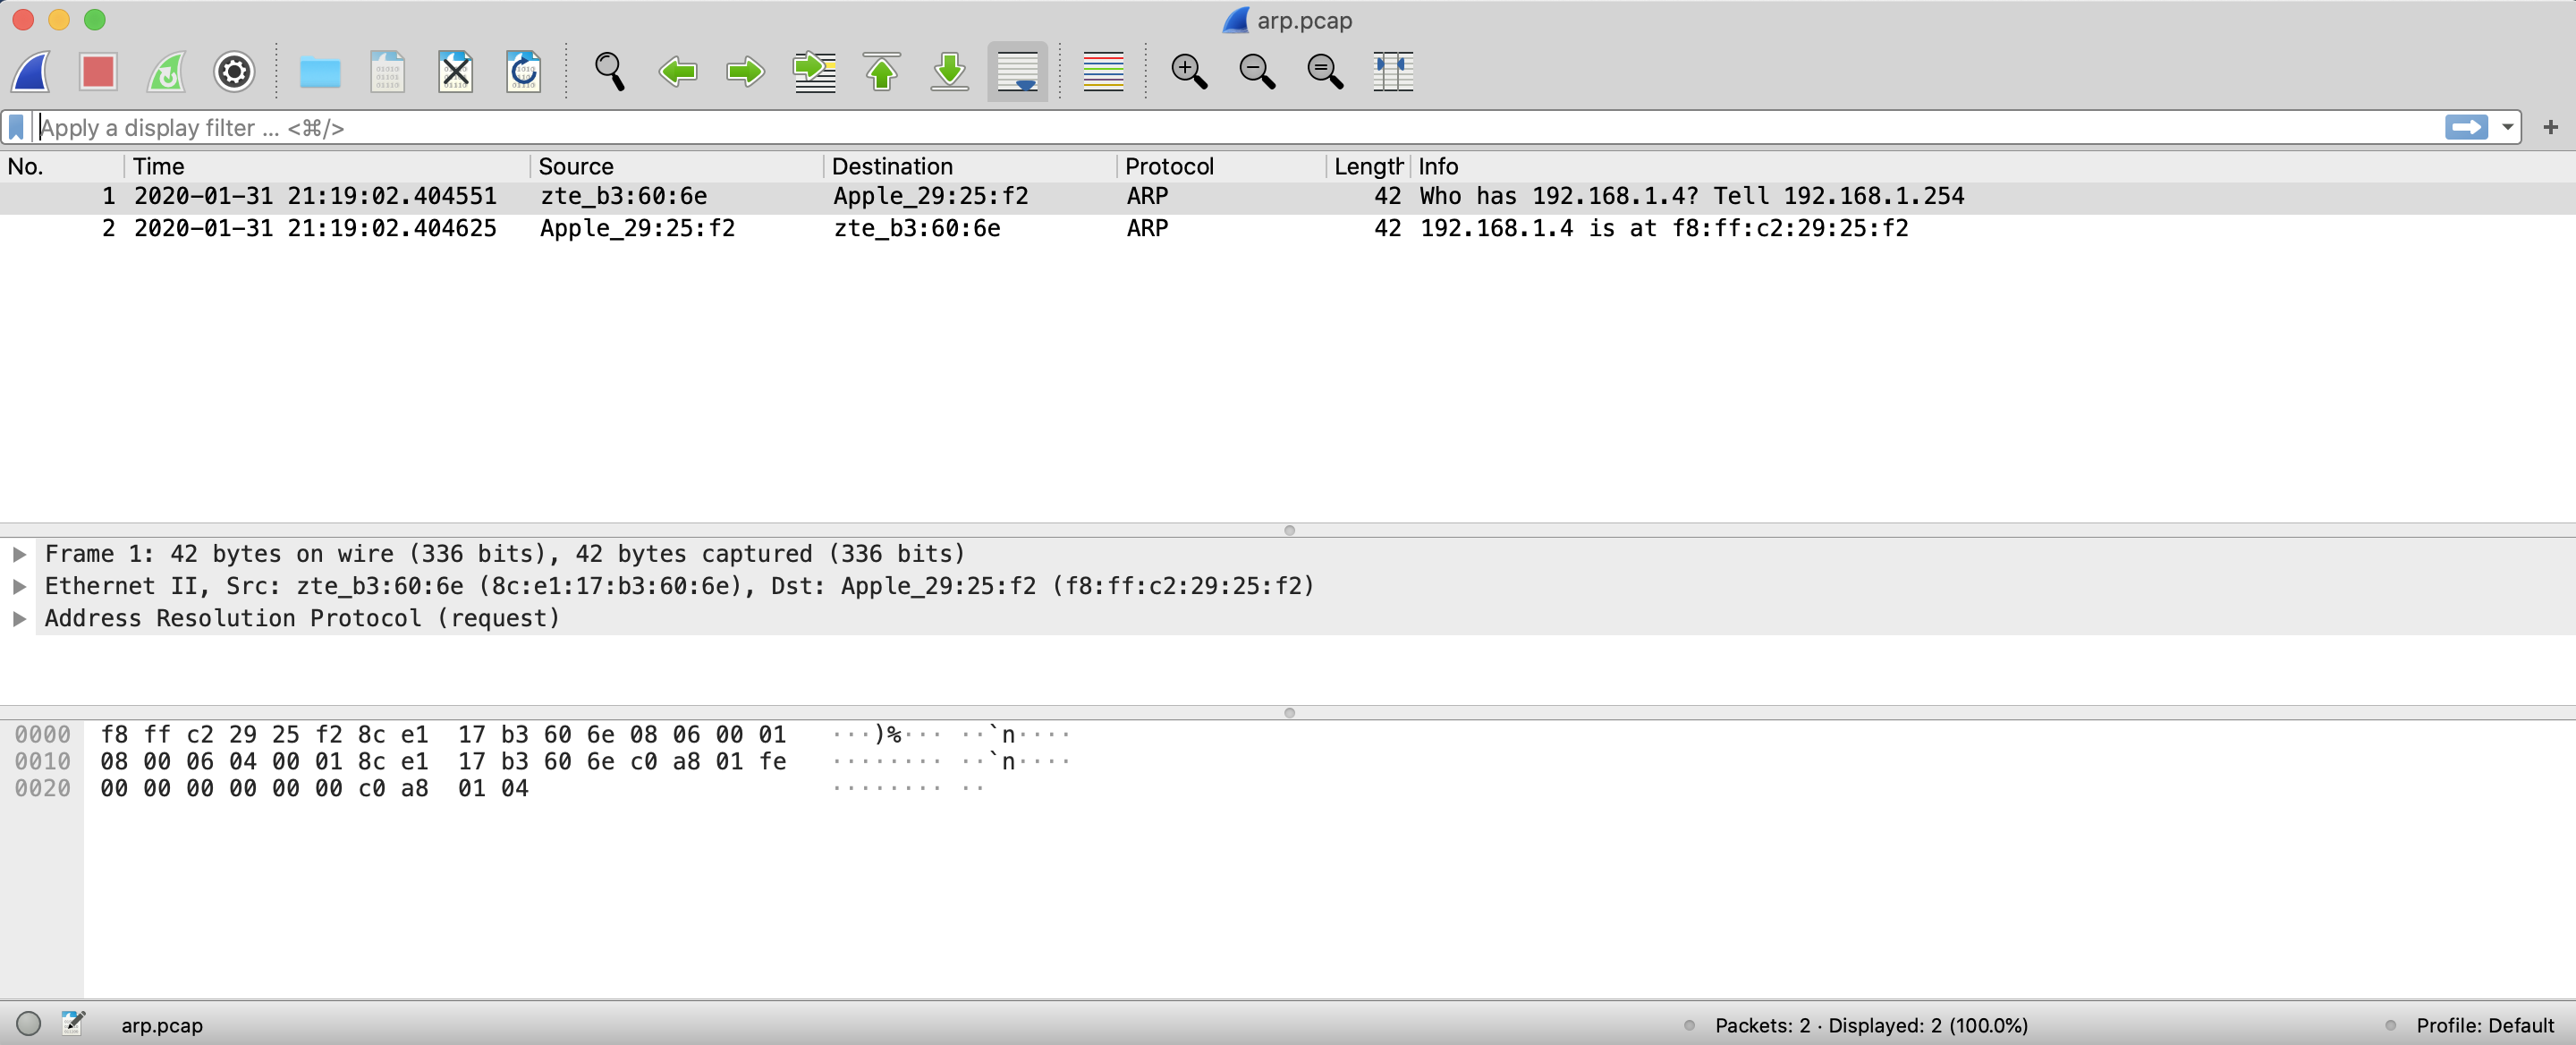 arp.pcap
Apply a display filter ... <⌘/>
No. Time Source Destination Protocol Length Info
1 2020-01-31 21:19:02.404551 zte_b3:60:6e Apple_29:25:f2 ARP 42 Who has 192.168.1.4? Tell 192.168.1.254
2 2020-01-31 21:19:02.404625 Apple_29:25:f2 zte_b3:60:6e ARP 42 192.168.1.4 is at f8:ff:c2:29:25:f2
Frame 1: 42 bytes on wire (336 bits), 42 bytes captured (336 bits)
Ethernet II, Src: zte_b3:60:6e (8c:e1:17:b3:60:6e), Dst: Apple_29:25:f2 (f8:ff:c2:29:25:f2)
Address Resolution Protocol (request)
0000 f8 ff c2 29 25 f2 8c e1 17 b3 60 6e 08 06 00 01 ···)%··· ··`n····
0010 08 00 06 04 00 01 8c e1 17 b3 60 6e c0 a8 01 fe ········ ··`n····
0020 00 00 00 00 00 00 c0 a8 01 04 ········ ··
arp.pcap Packets: 2 · Displayed: 2 (100.0%) Profile: Default